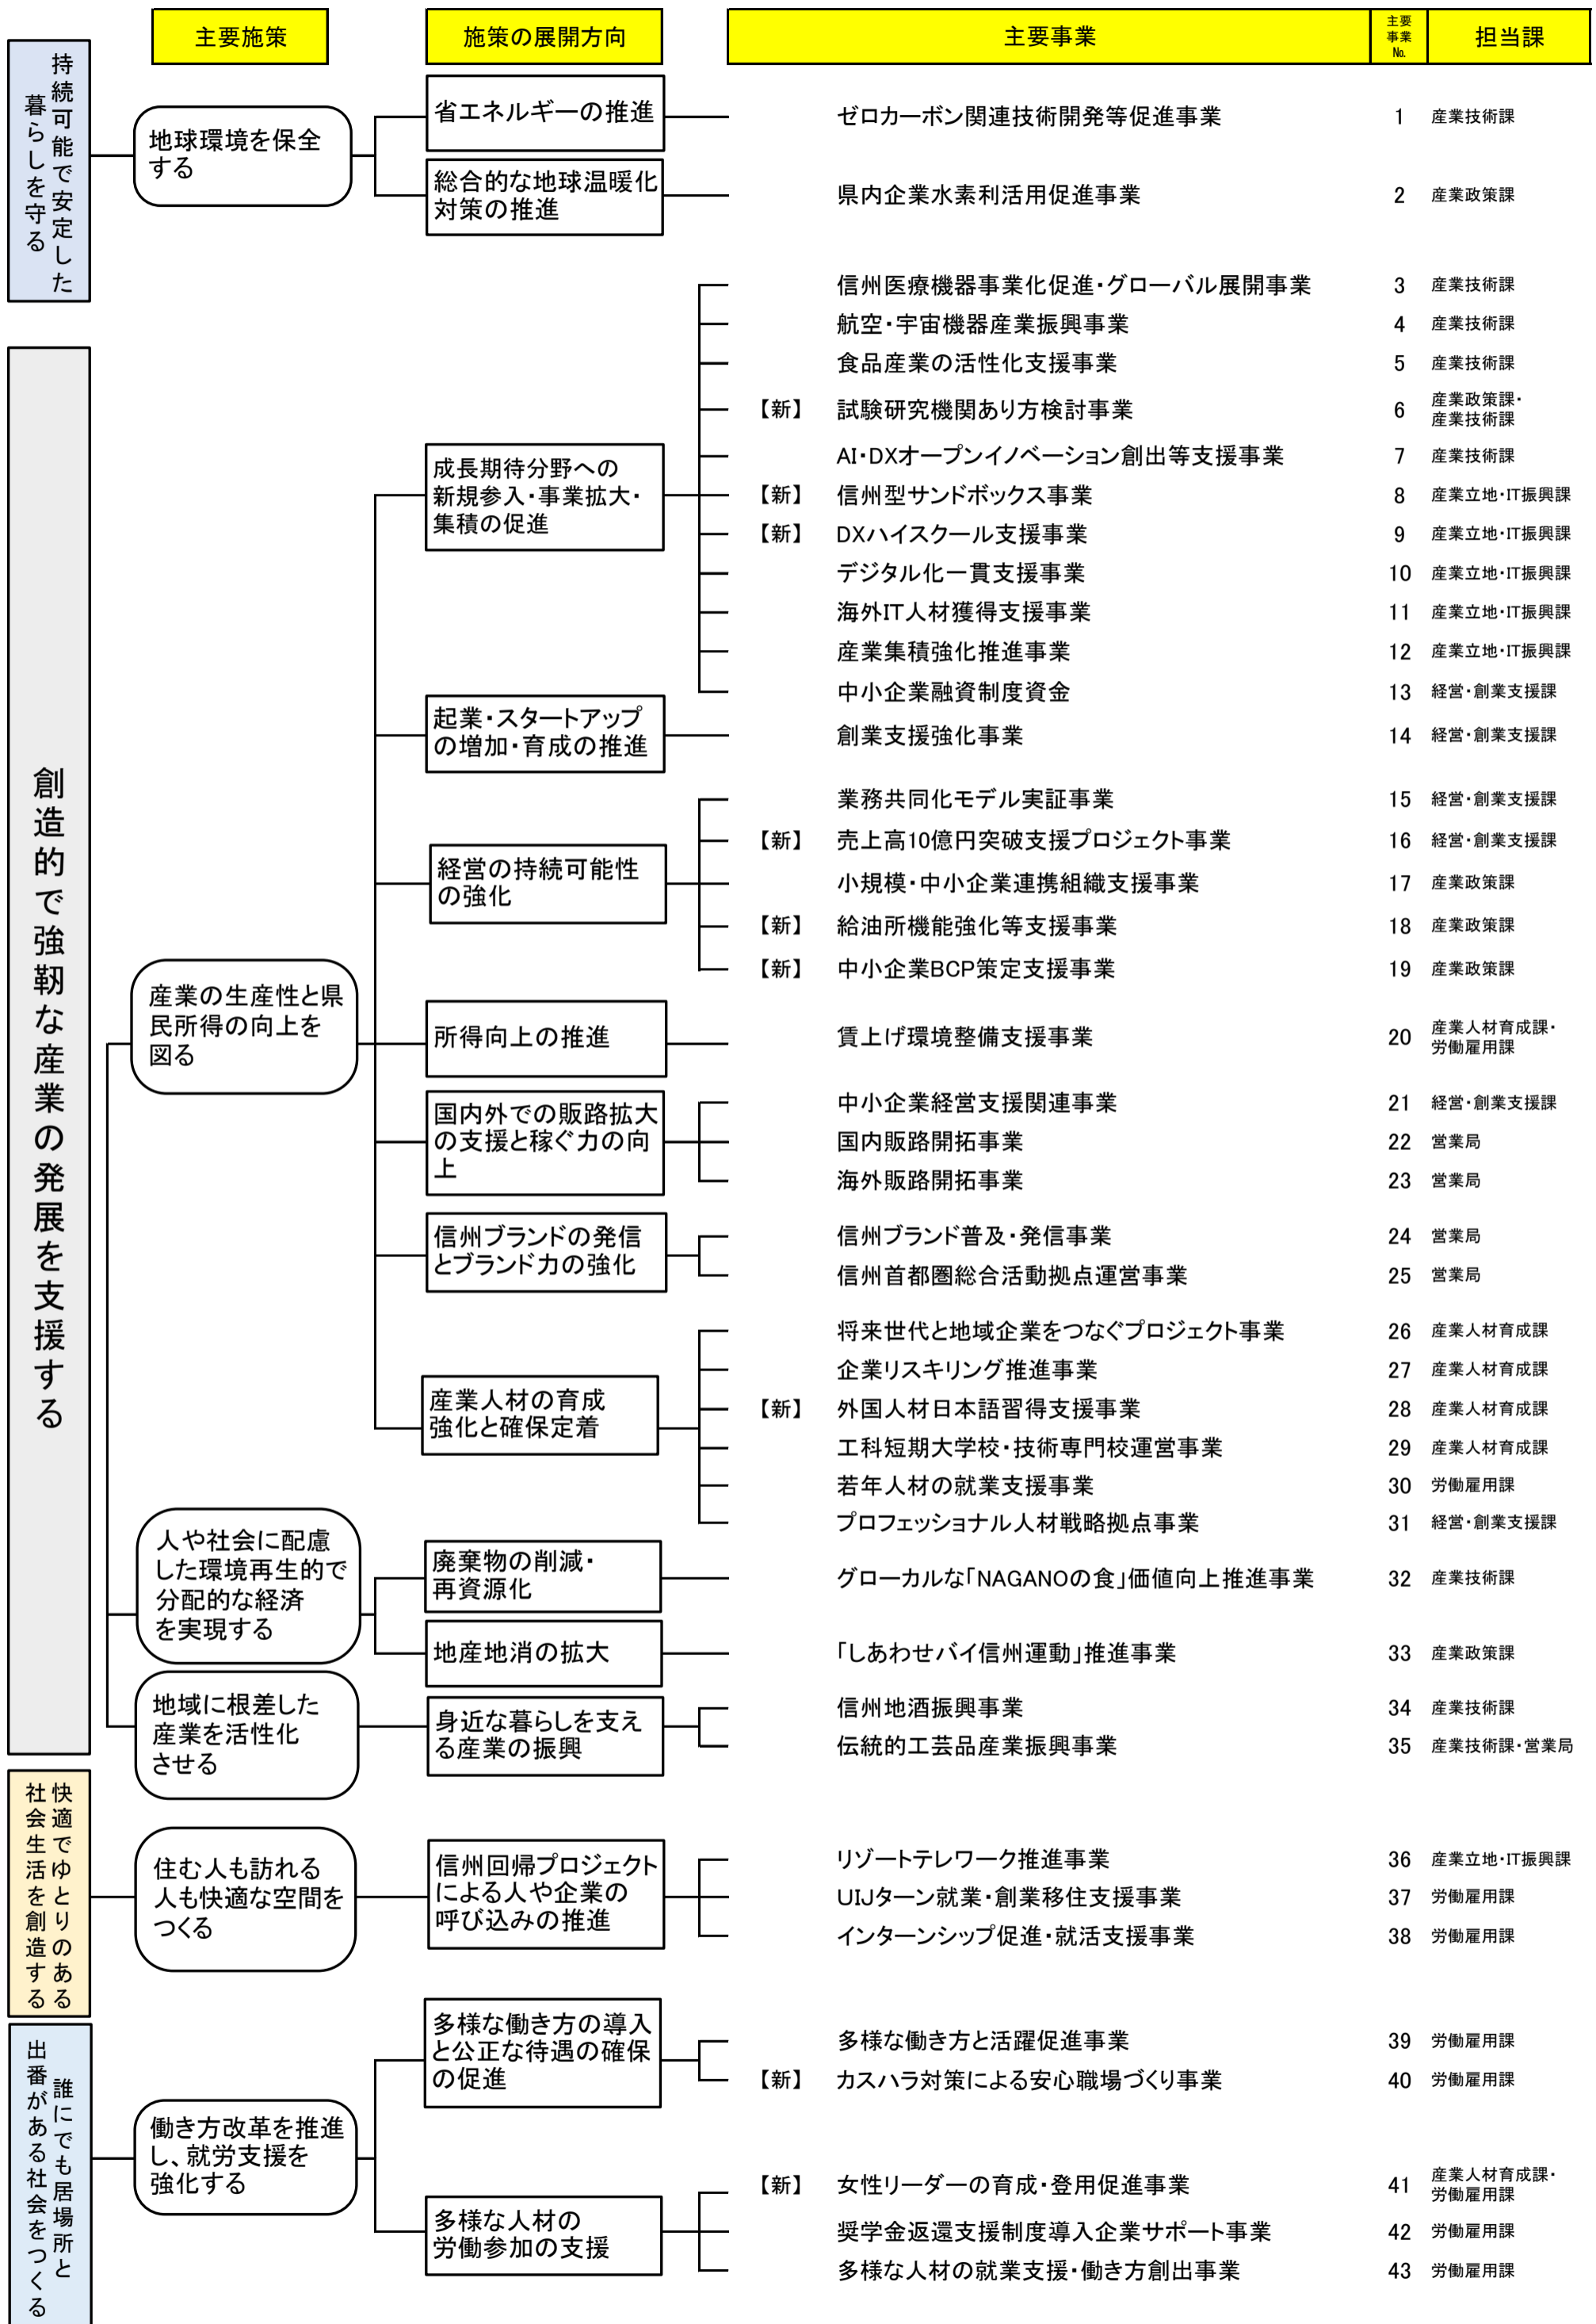 主要施策
施策の展開方向
主要事業
主要
事業
No.
担当課
持続可能で安定した
暮らしを守る
地球環境を保全
する
省エネルギーの推進
ゼロカーボン関連技術開発等促進事業 1 産業技術課
総合的な地球温暖化
対策の推進
県内企業水素利活用促進事業 2 産業政策課
創造的で強靭な産業の発展を支援する
産業の生産性と県
民所得の向上を
図る
成長期待分野への
新規参入・事業拡大・
集積の促進
信州医療機器事業化促進・グローバル展開事業 3 産業技術課
航空・宇宙機器産業振興事業 4 産業技術課
食品産業の活性化支援事業 5 産業技術課
【新】 試験研究機関あり方検討事業 6 産業政策課・
産業技術課
AI・DXオープンイノベーション創出等支援事業 7 産業技術課
【新】 信州型サンドボックス事業 8 産業立地・IT振興課
【新】 DXハイスクール支援事業 9 産業立地・IT振興課
デジタル化一貫支援事業 10 産業立地・IT振興課
海外IT人材獲得支援事業 11 産業立地・IT振興課
産業集積強化推進事業 12 産業立地・IT振興課
中小企業融資制度資金 13 経営・創業支援課
起業・スタートアップ
の増加・育成の推進
創業支援強化事業 14 経営・創業支援課
経営の持続可能性
の強化
業務共同化モデル実証事業 15 経営・創業支援課
【新】 売上高10億円突破支援プロジェクト事業 16 経営・創業支援課
小規模・中小企業連携組織支援事業 17 産業政策課
【新】 給油所機能強化等支援事業 18 産業政策課
【新】 中小企業BCP策定支援事業 19 産業政策課
所得向上の推進
賃上げ環境整備支援事業 20 産業人材育成課・
労働雇用課
国内外での販路拡大
の支援と稼ぐ力の向
上
中小企業経営支援関連事業 21 経営・創業支援課
国内販路開拓事業 22 営業局
海外販路開拓事業 23 営業局
信州ブランドの発信
とブランド力の強化
信州ブランド普及・発信事業 24 営業局
信州首都圏総合活動拠点運営事業 25 営業局
産業人材の育成
強化と確保定着
将来世代と地域企業をつなぐプロジェクト事業 26 産業人材育成課
企業リスキリング推進事業 27 産業人材育成課
【新】 外国人材日本語習得支援事業 28 産業人材育成課
工科短期大学校・技術専門校運営事業 29 産業人材育成課
若年人材の就業支援事業 30 労働雇用課
プロフェッショナル人材戦略拠点事業 31 経営・創業支援課
人や社会に配慮
した環境再生的で
分配的な経済
を実現する
廃棄物の削減・
再資源化
グローカルな「NAGANOの食」価値向上推進事業 32 産業技術課
地産地消の拡大
「しあわせバイ信州運動」推進事業 33 産業政策課
地域に根差した
産業を活性化
させる
身近な暮らしを支え
る産業の振興
信州地酒振興事業 34 産業技術課
伝統的工芸品産業振興事業 35 産業技術課・営業局
快適でゆとりのある
社会生活を創造する
住む人も訪れる
人も快適な空間を
つくる
信州回帰プロジェクト
による人や企業の
呼び込みの推進
リゾートテレワーク推進事業 36 産業立地・IT振興課
UIJターン就業・創業移住支援事業 37 労働雇用課
インターンシップ促進・就活支援事業 38 労働雇用課
誰にでも居場所と
出番がある社会をつくる
働き方改革を推進
し、就労支援を
強化する
多様な働き方の導入
と公正な待遇の確保
の促進
多様な働き方と活躍促進事業 39 労働雇用課
【新】 カスハラ対策による安心職場づくり事業 40 労働雇用課
多様な人材の
労働参加の支援
【新】 女性リーダーの育成・登用促進事業 41 産業人材育成課・
労働雇用課
奨学金返還支援制度導入企業サポート事業 42 労働雇用課
多様な人材の就業支援・働き方創出事業 43 労働雇用課